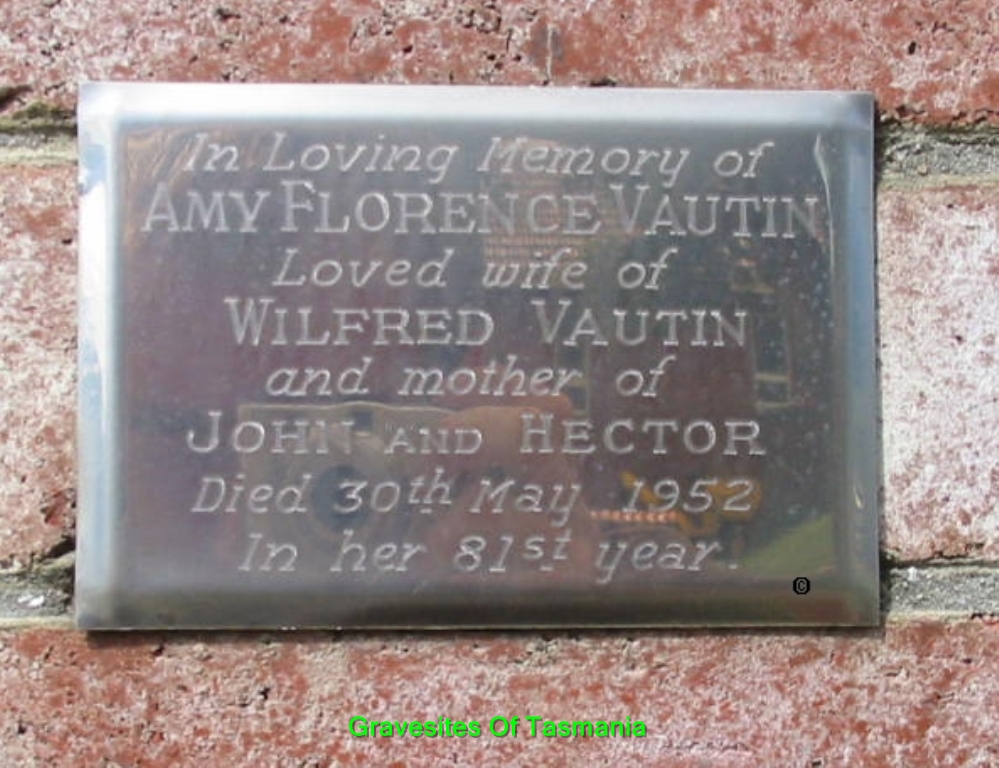 In Loving Memory of
AMY FLORENCE VAUTIN
Loved wife of
WILFRED VAUTIN
and mother of
JOHN AND HECTOR
Died 30th May 1952
In her 81st year.
©
Gravesites Of Tasmania